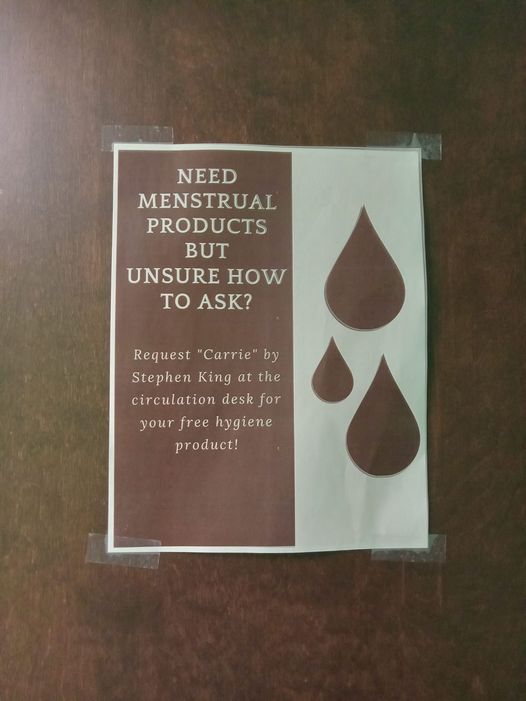 NEED
MENSTRUAL
PRODUCTS
BUT
UNSURE HOW
TO ASK?
Request "Carrie" by
Stephen King at the
circulation desk for
your free hygiene
product!